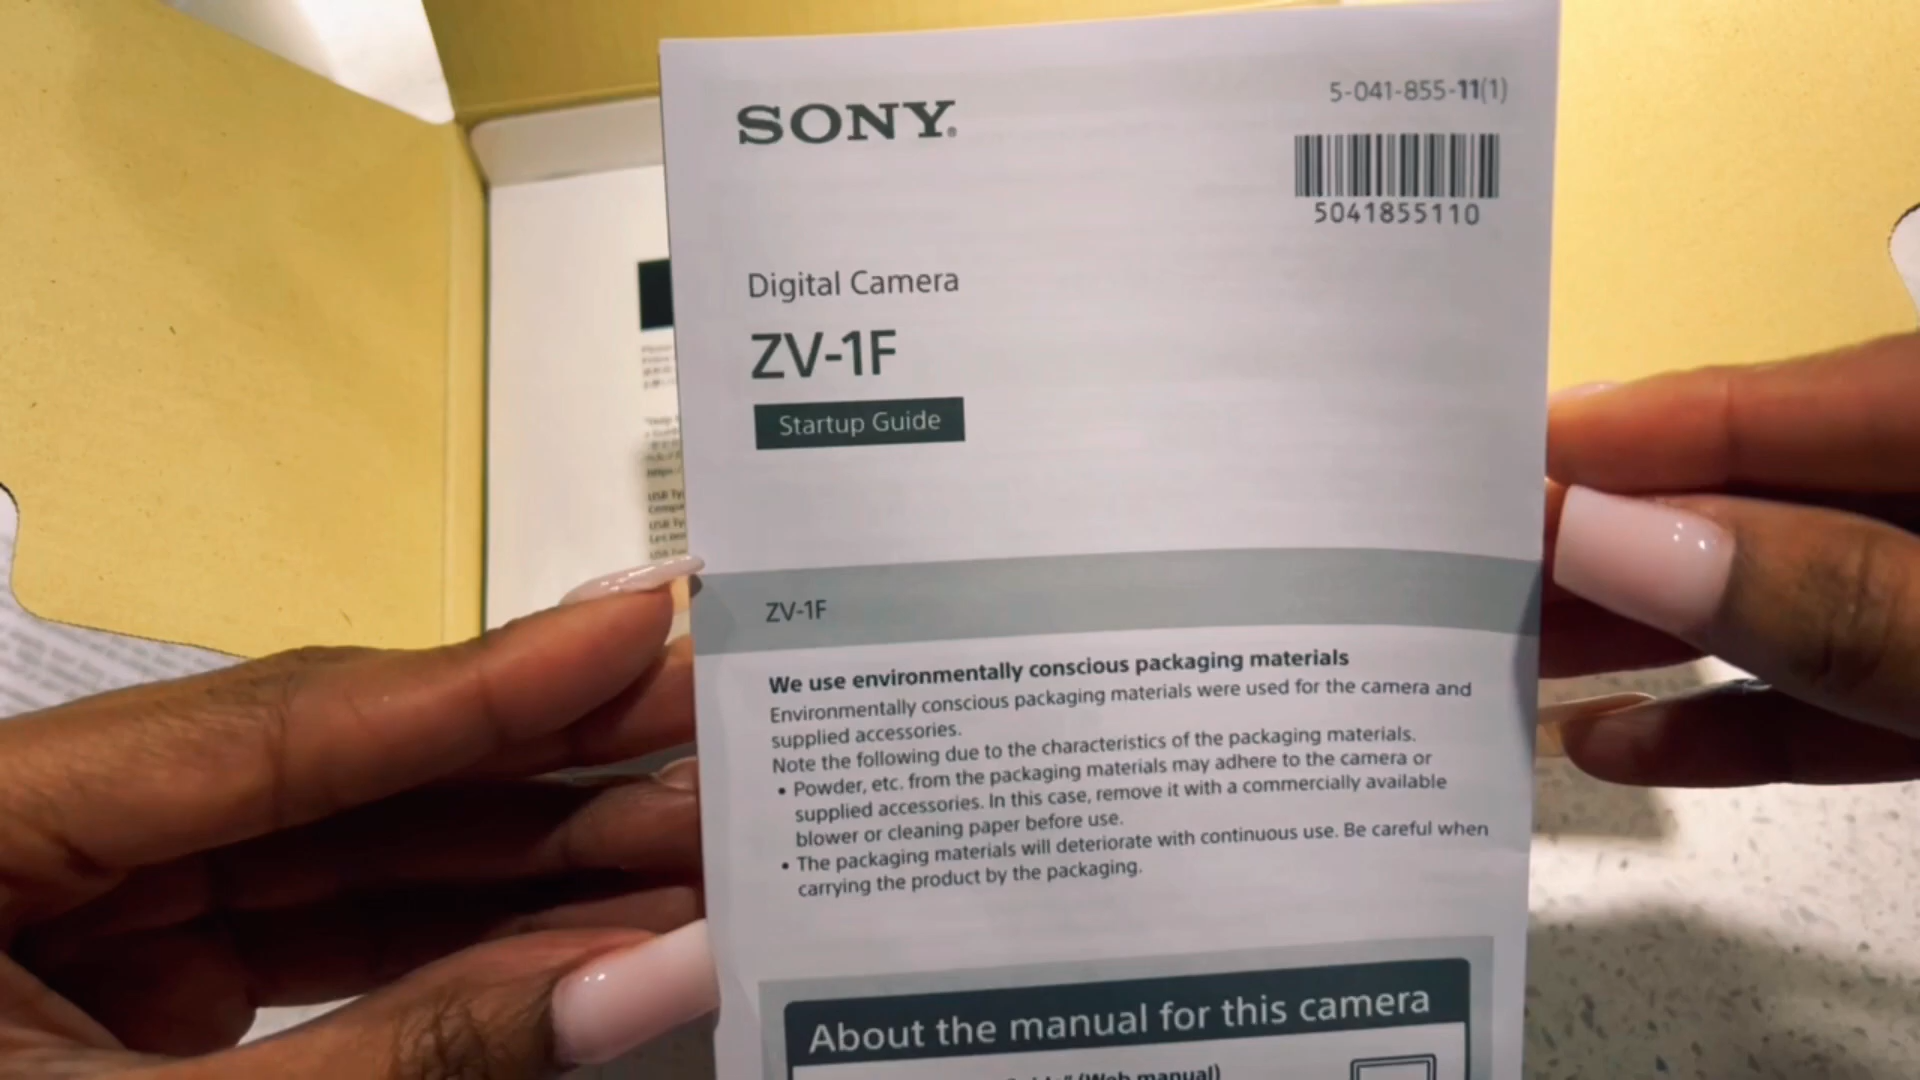 SONY®
5-041-855-11(1)
5041855110
Digital Camera
ZV-1F
Startup Guide
ZV-1F
We use environmentally conscious packaging materials
Environmentally conscious packaging materials were used for the camera and
supplied accessories.
Note the following due to the characteristics of the packaging materials.
• Powder, etc. from the packaging materials may adhere to the camera or
supplied accessories. In this case, remove it with a commercially available
blower or cleaning paper before use.
• The packaging materials will deteriorate with continuous use. Be careful when
carrying the product by the packaging.
About the manual for this camera
(Web manual)